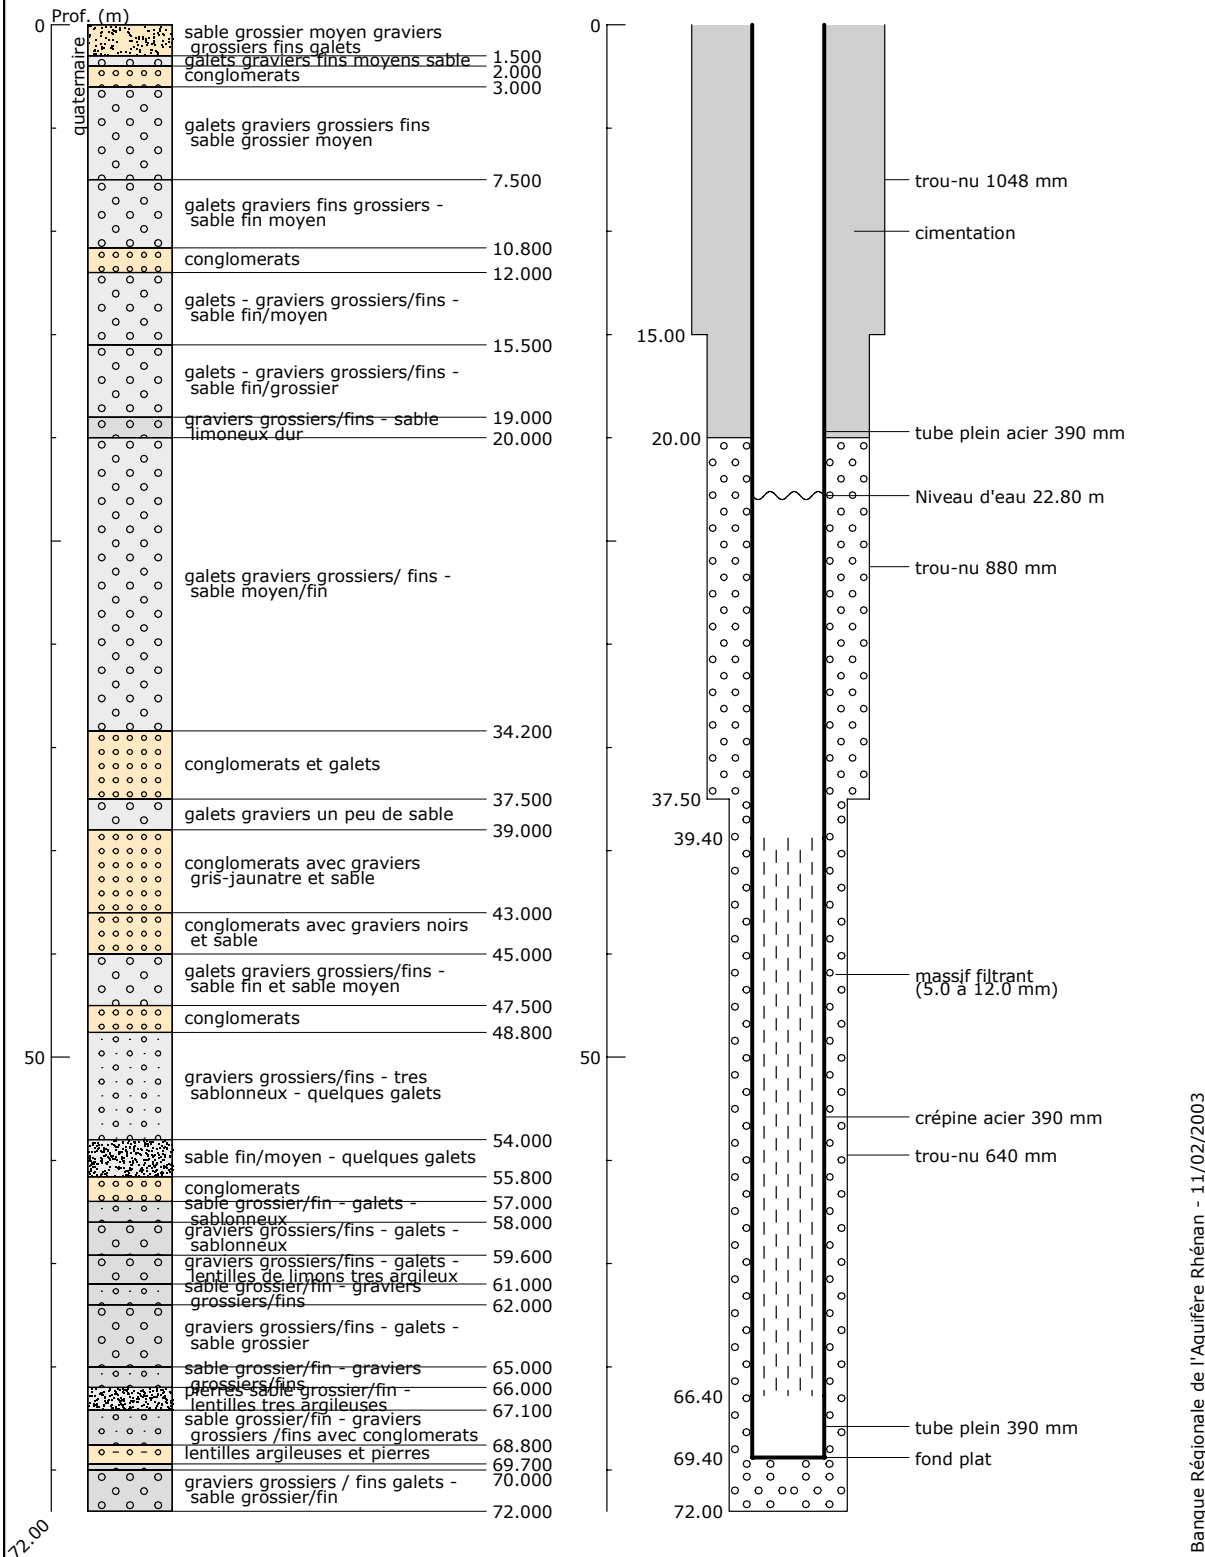 Prof. (m)
0
quaternaire
sable grossier moyen graviers
grossiers fins galets
1.500
galets graviers fins moyens sable
2.000
conglomerats
3.000
galets graviers grossiers fins
sable grossier moyen
7.500
galets graviers fins grossiers -
sable fin moyen
10.800
conglomerats
12.000
galets - graviers grossiers/fins -
sable fin/moyen
15.500
galets - graviers grossiers/fins -
sable fin/grossier
19.000
graviers grossiers/fins - sable
limoneux dur
20.000
galets graviers grossiers/ fins -
sable moyen/fin
34.200
conglomerats et galets
37.500
galets graviers un peu de sable
39.000
conglomerats avec graviers
gris-jaunatre et sable
43.000
conglomerats avec graviers noirs
et sable
45.000
galets graviers grossiers/fins -
sable fin et sable moyen
47.500
conglomerats
48.800
50
graviers grossiers/fins - tres
sablonneux - quelques galets
54.000
sable fin/moyen - quelques galets
55.800
conglomerats
57.000
sable grossier/fin - galets -
sablonneux
58.000
graviers grossiers/fins - galets -
sablonneux
59.600
graviers grossiers/fins - galets -
lentilles de limons tres argileux
61.000
sable grossier/fin - graviers
grossiers/fins
62.000
graviers grossiers/fins - galets -
sable grossier
65.000
sable grossier/fin - graviers
grossiers/fins
66.000
pierres sable grossier/fin -
lentilles tres argileuses
67.100
sable grossier/fin - graviers
grossiers /fins avec conglomerats
68.800
lentilles argileuses et pierres
69.700
70.000
graviers grossiers / fins galets -
sable grossier/fin
72.000
72.00
0
trou-nu 1048 mm
cimentation
15.00
tube plein acier 390 mm
20.00
Niveau d'eau 22.80 m
trou-nu 880 mm
37.50
39.40
massif filtrant
(5.0 à 12.0 mm)
50
crépine acier 390 mm
trou-nu 640 mm
66.40
tube plein 390 mm
69.40
fond plat
72.00
Banque Régionale de l'Aquifère Rhénan - 11/02/2003